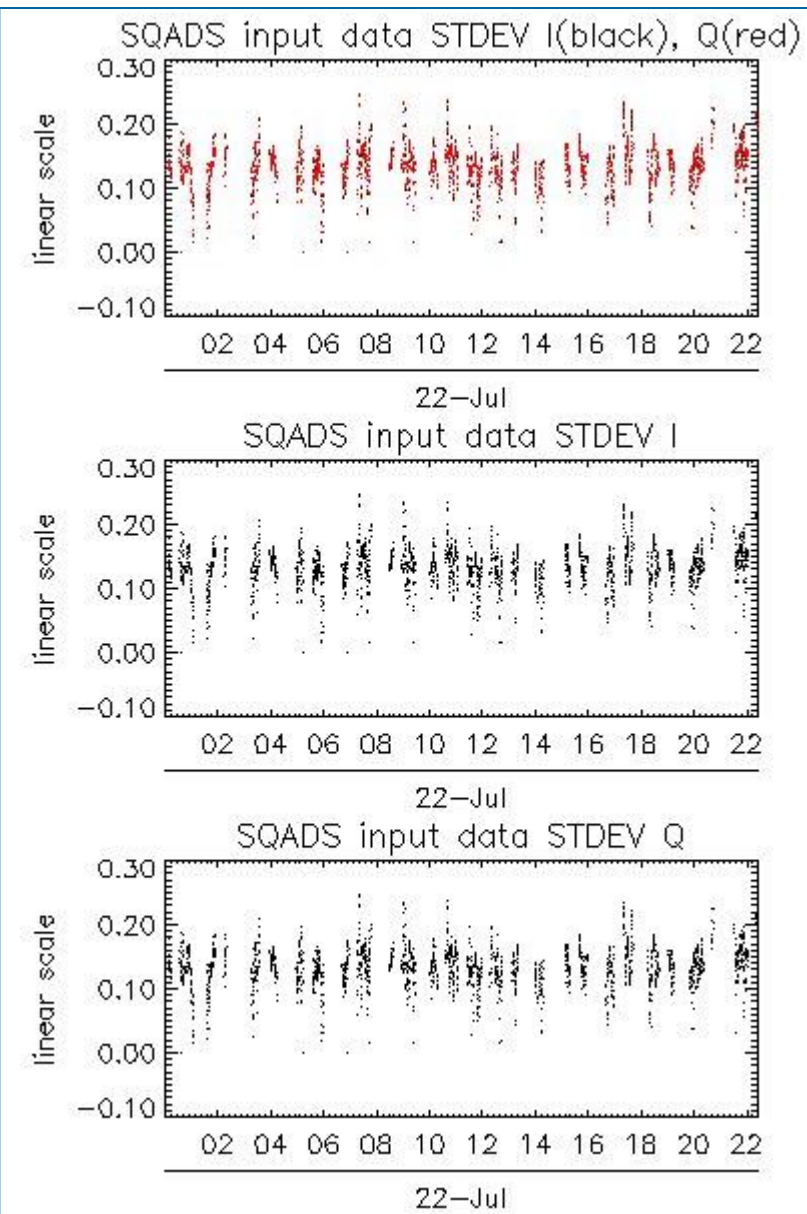 SQADS input data STDEV I(black), Q(red)
0.30
0.20
0.10
0.00
−0.10
linear scale
02 04 06 08 10 12 14 16 18 20 22
22−Jul
SQADS input data STDEV I
0.30
0.20
0.10
0.00
−0.10
linear scale
02 04 06 08 10 12 14 16 18 20 22
22−Jul
SQADS input data STDEV Q
0.30
0.20
0.10
0.00
−0.10
linear scale
02 04 06 08 10 12 14 16 18 20 22
22−Jul